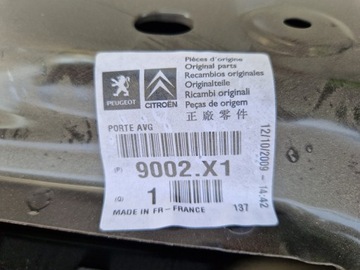 Pièces d'origine
Original parts
Recambios originales
Originalteile
Ricambi originali
Peças de origem
正廠零件
PEUGEOT
CITROËN
PORTE AVG
(P)
9002.X1
(Q)
1
MADE IN FR - FRANCE
137
12/10/2009 - 14:42